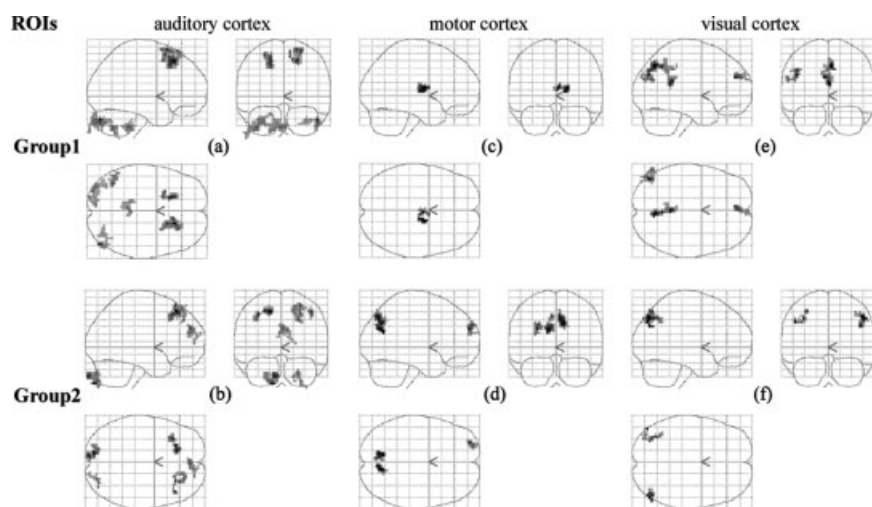 ROIs auditory cortex motor cortex visual cortex
(a) (c) (e)
Group1
(b) (d) (f)
Group2